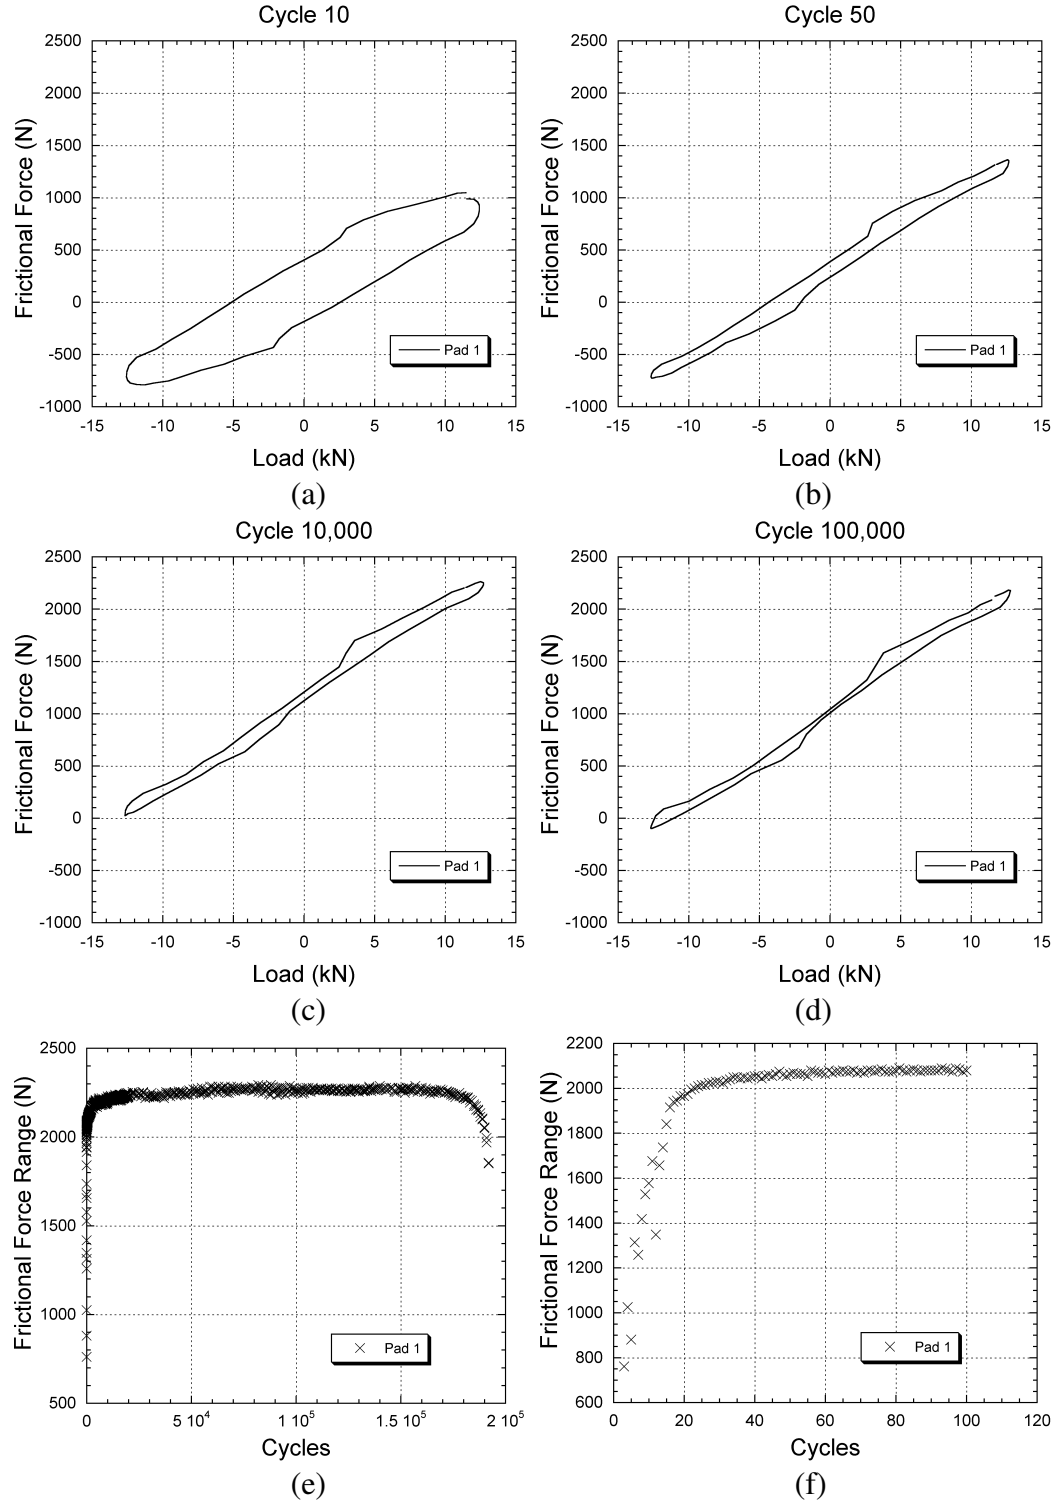 Cycle 10
2500
2000
1500
1000
500
0
-500
-1000
Frictional Force (N)
Pad 1
-15 -10 -5 0 5 10 15
Load (kN)
(a)
Cycle 50
2500
2000
1500
1000
500
0
-500
-1000
Frictional Force (N)
Pad 1
-15 -10 -5 0 5 10 15
Load (kN)
(b)
Cycle 10,000
2500
2000
1500
1000
500
0
-500
-1000
Frictional Force (N)
Pad 1
-15 -10 -5 0 5 10 15
Load (kN)
(c)
Cycle 100,000
2500
2000
1500
1000
500
0
-500
-1000
Frictional Force (N)
Pad 1
-15 -10 -5 0 5 10 15
Load (kN)
(d)
2500
2000
1500
1000
500
Frictional Force Range (N)
Pad 1
0 5 10⁴ 1 10⁵ 1.5 10⁵ 2 10⁵
Cycles
(e)
2200
2000
1800
1600
1400
1200
1000
800
600
Frictional Force Range (N)
Pad 1
0 20 40 60 80 100 120
Cycles
(f)